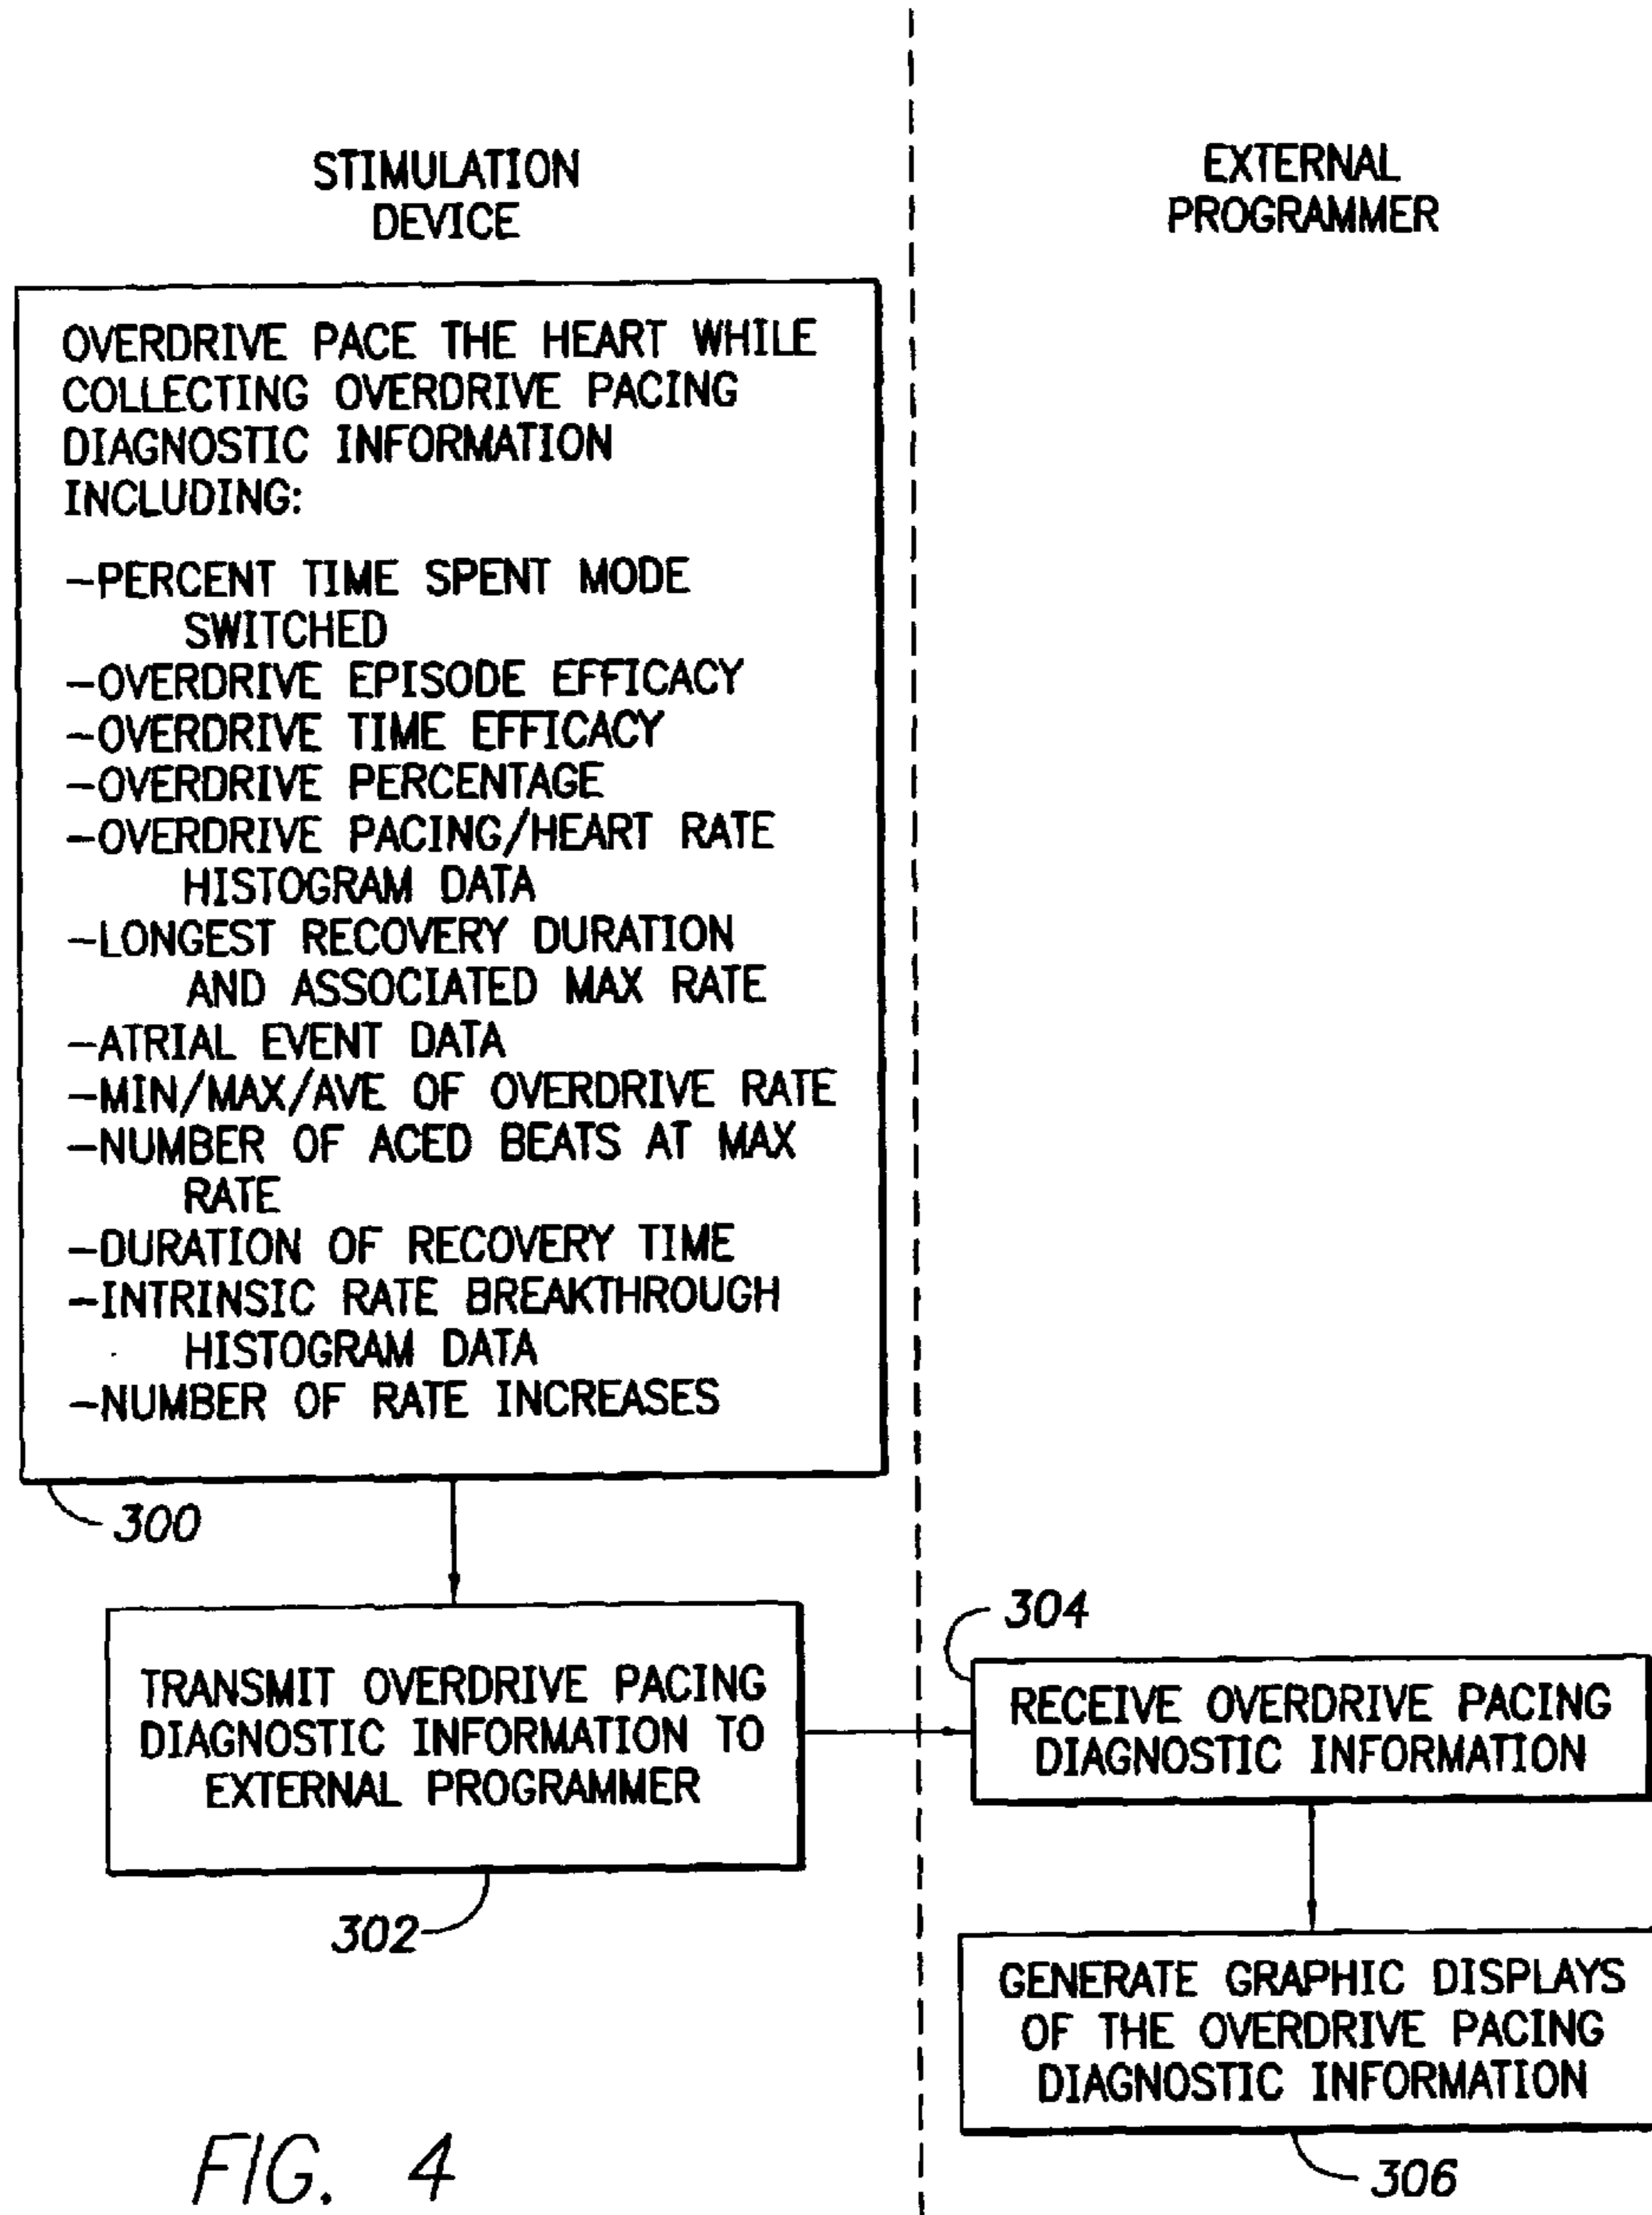 STIMULATION
DEVICE
EXTERNAL
PROGRAMMER
OVERDRIVE PACE THE HEART WHILE
COLLECTING OVERDRIVE PACING
DIAGNOSTIC INFORMATION
INCLUDING:
-PERCENT TIME SPENT MODE
SWITCHED
-OVERDRIVE EPISODE EFFICACY
-OVERDRIVE TIME EFFICACY
-OVERDRIVE PERCENTAGE
-OVERDRIVE PACING/HEART RATE
HISTOGRAM DATA
-LONGEST RECOVERY DURATION
AND ASSOCIATED MAX RATE
-ATRIAL EVENT DATA
-MIN/MAX/AVE OF OVERDRIVE RATE
-NUMBER OF ACED BEATS AT MAX
RATE
-DURATION OF RECOVERY TIME
-INTRINSIC RATE BREAKTHROUGH
HISTOGRAM DATA
-NUMBER OF RATE INCREASES
300
TRANSMIT OVERDRIVE PACING
DIAGNOSTIC INFORMATION TO
EXTERNAL PROGRAMMER
302
304
RECEIVE OVERDRIVE PACING
DIAGNOSTIC INFORMATION
GENERATE GRAPHIC DISPLAYS
OF THE OVERDRIVE PACING
DIAGNOSTIC INFORMATION
306
FIG. 4